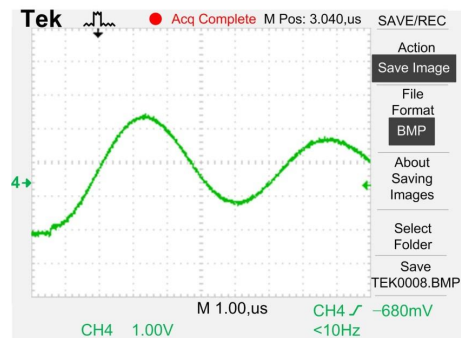 Tek Acq Complete M Pos: 3.040,us SAVE/REC
Action
Save Image
File
Format
BMP
4
About
Saving
Images
Select
Folder
Save
TEK0008.BMP
M 1.00,us CH4 −680mV
CH4 1.00V <10Hz